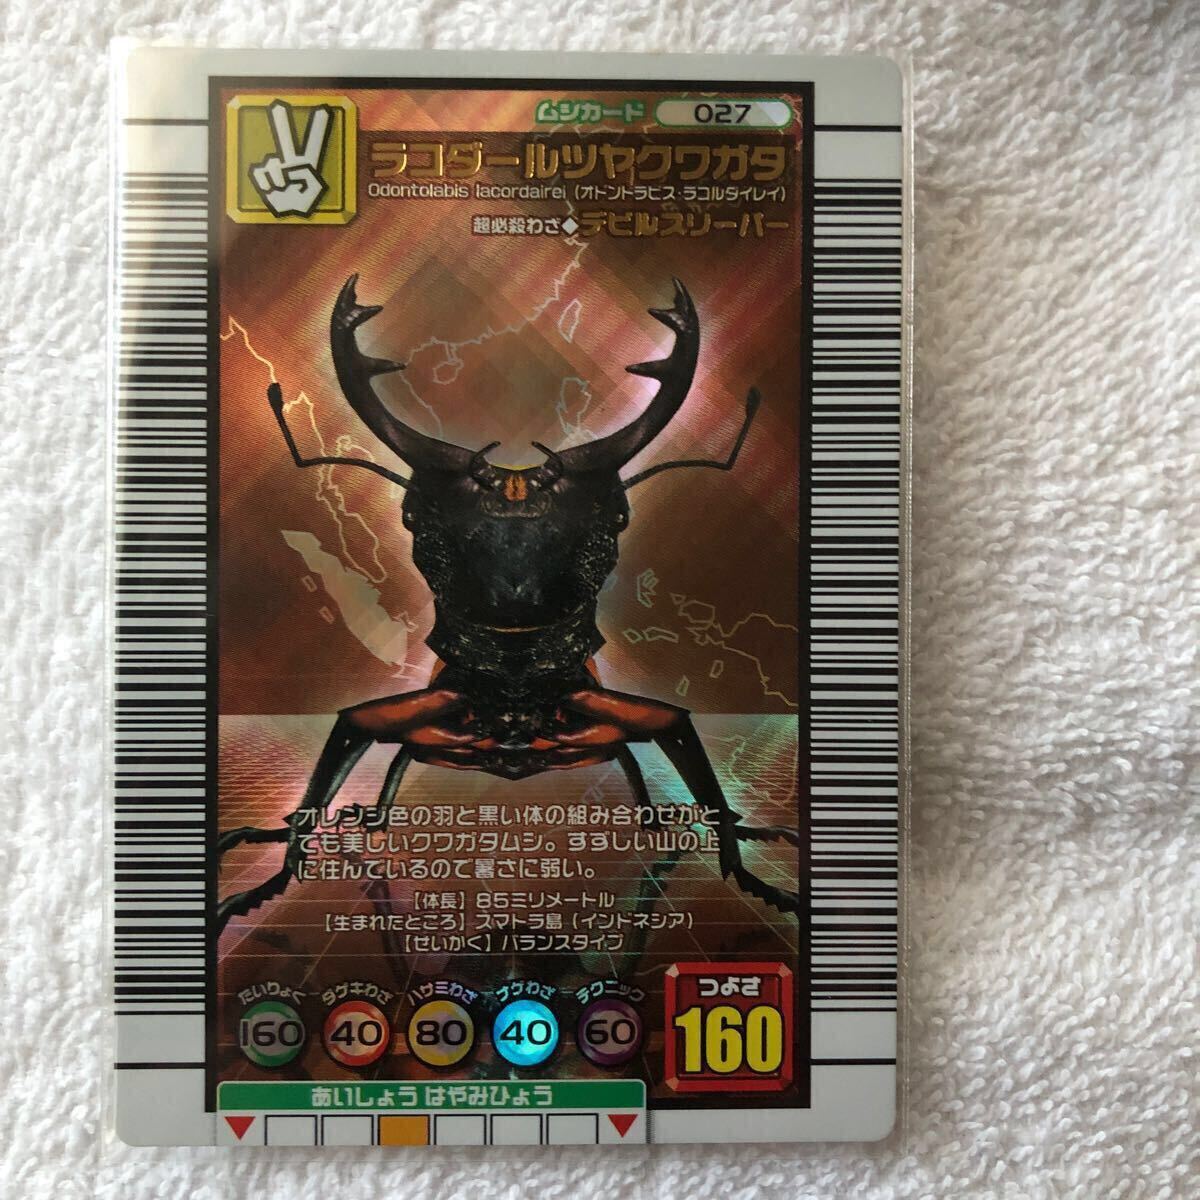 ムシカード 027
ラコダールツヤクワガタ
Odontolabis lacordairei (オドントラビス・ラコルダイレイ)
超必殺わざ◆デビルスリーパー
オレンジ色の羽と黒い体の組み合わせがと
ても美しいクワガタムシ。すずしい山の上
に住んでいるので暑さに弱い。
【体長】85ミリメートル
【生まれたところ】スマトラ島（インドネシア）
【せいかく】バランスタイプ
たいりょく ダゲキわざ ハサミわざ ナゲわざ テクニック つよさ
160 40 80 40 60 160
あいしょう はやみひょう